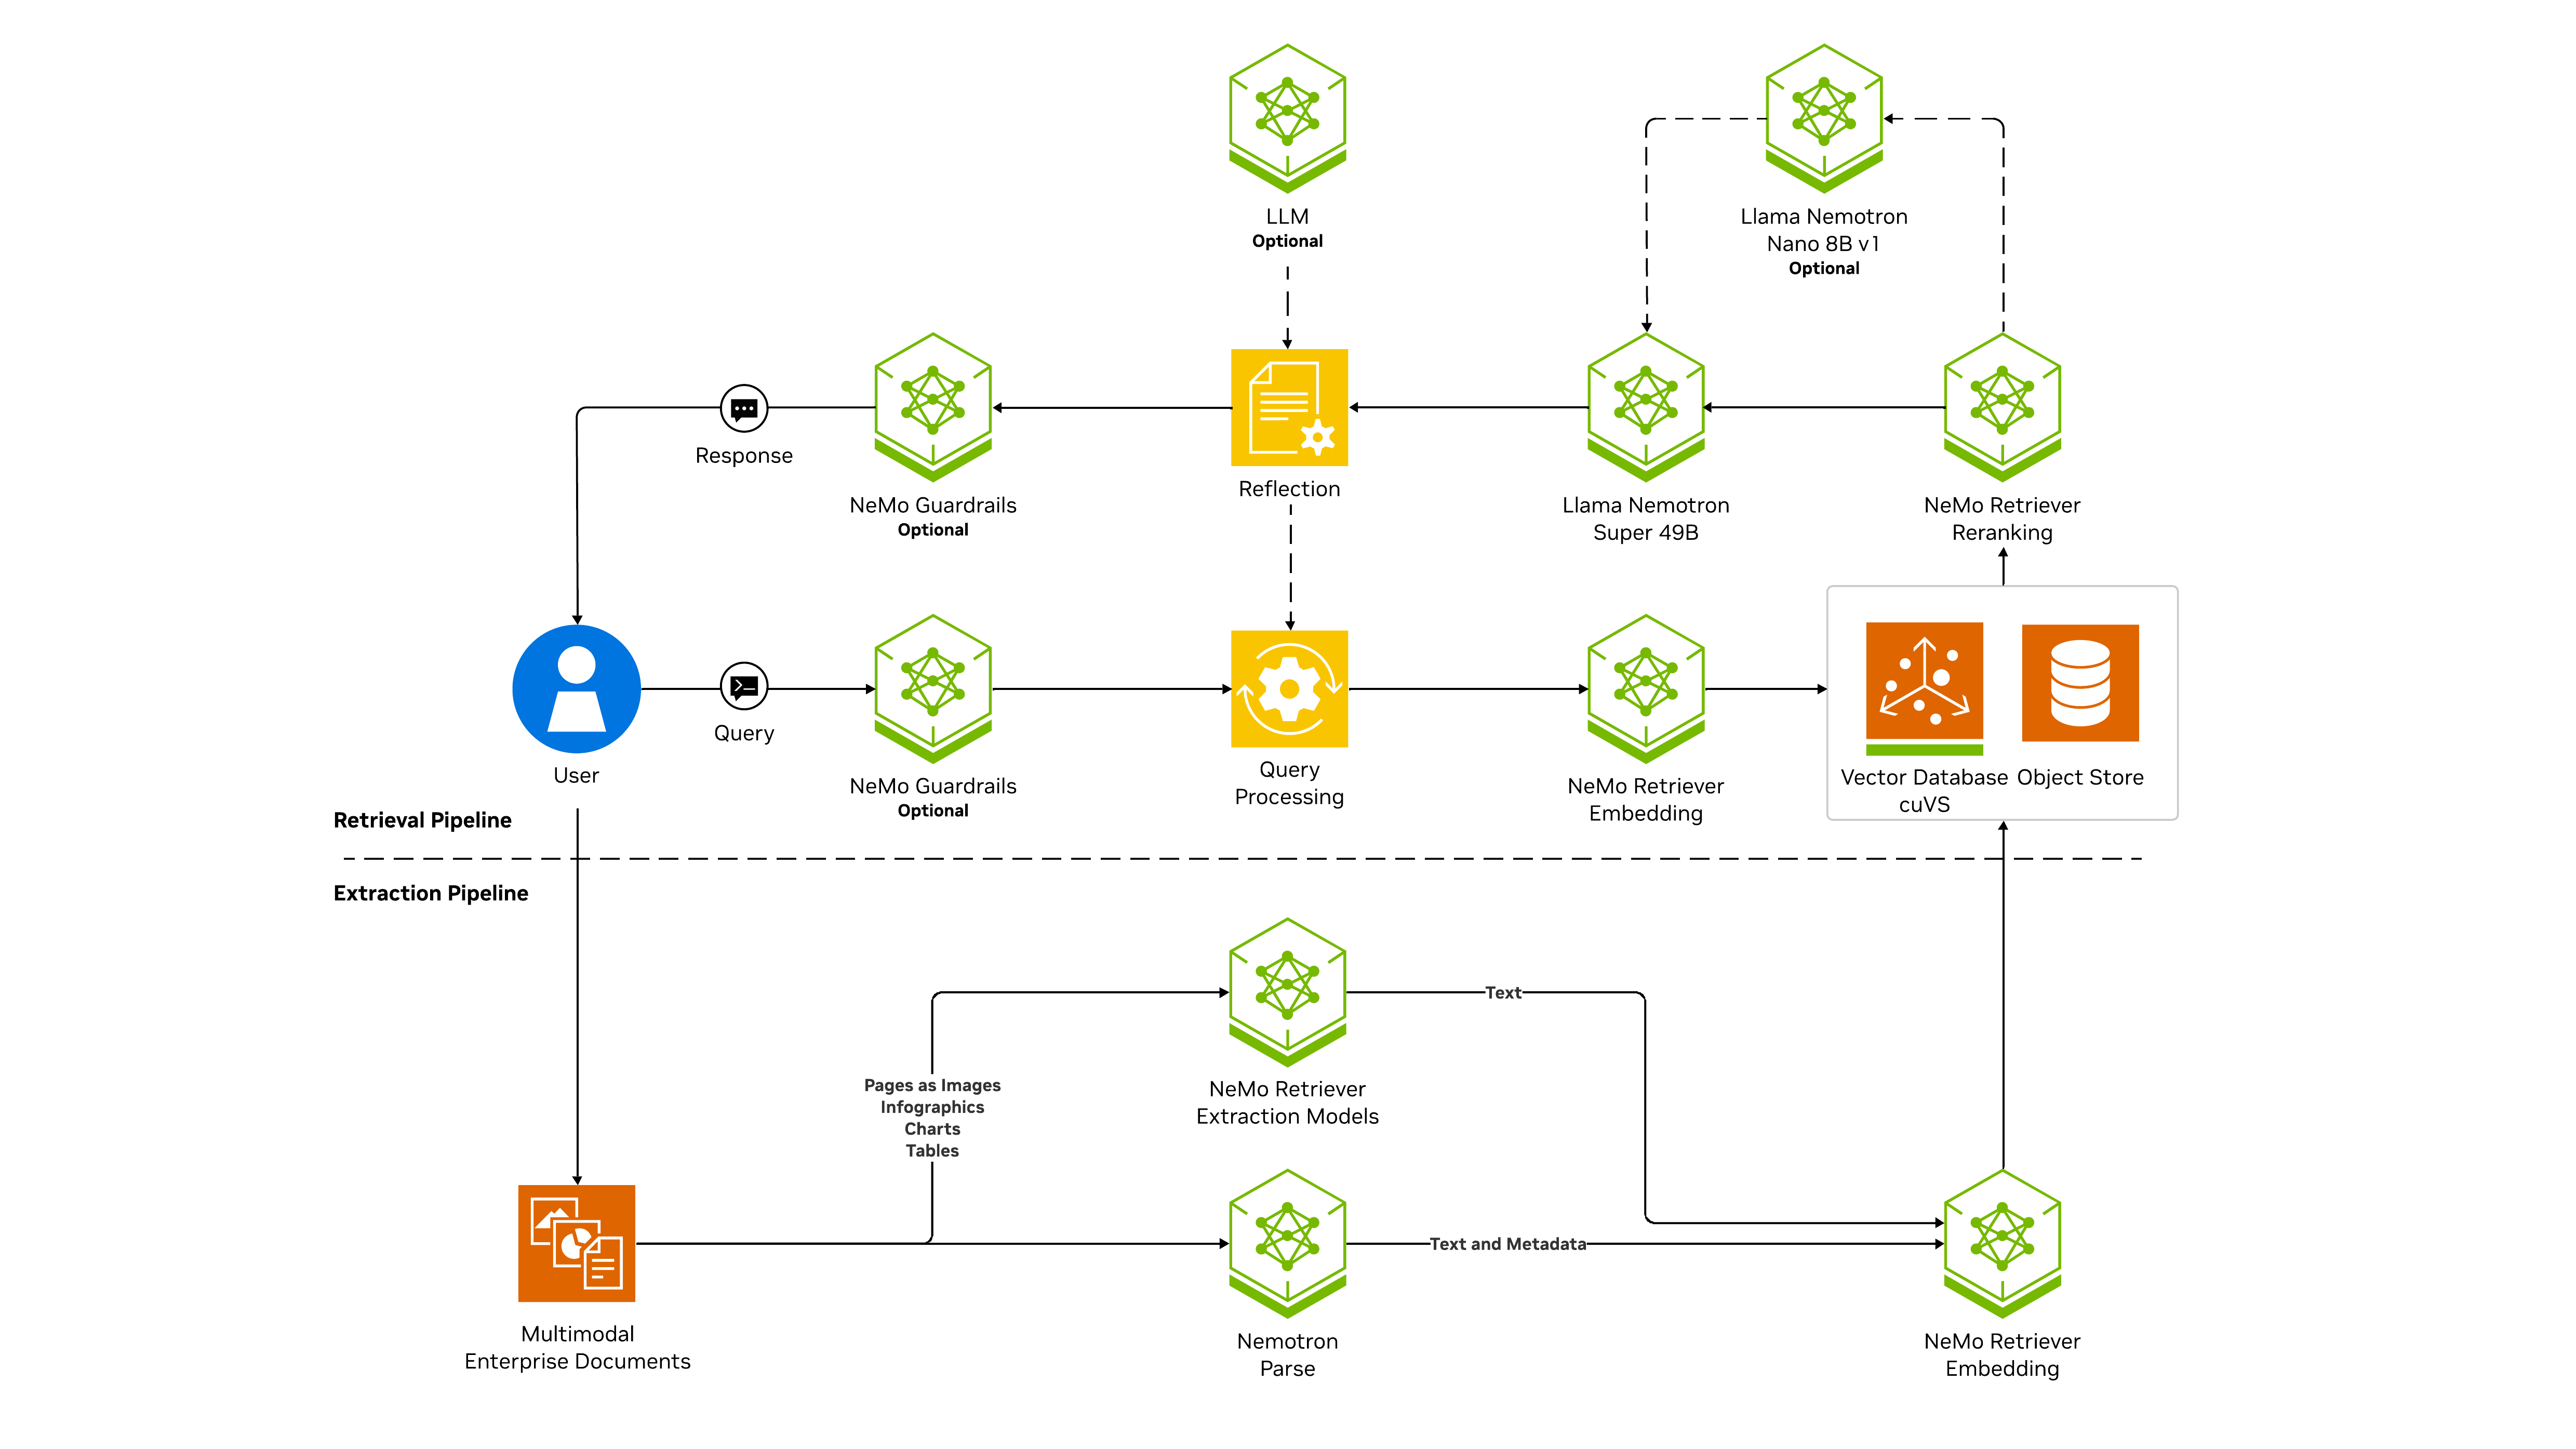 LLM
Optional
Llama Nemotron
Nano 8B v1
Optional
Response
NeMo Guardrails
Optional
Reflection
Llama Nemotron
Super 49B
NeMo Retriever
Reranking
User
Query
NeMo Guardrails
Optional
Query
Processing
NeMo Retriever
Embedding
Vector Database
cuVS
Object Store
Retrieval Pipeline
Extraction Pipeline
Pages as Images
Infographics
Charts
Tables
NeMo Retriever
Extraction Models
Text
Multimodal
Enterprise Documents
Nemotron
Parse
Text and Metadata
NeMo Retriever
Embedding